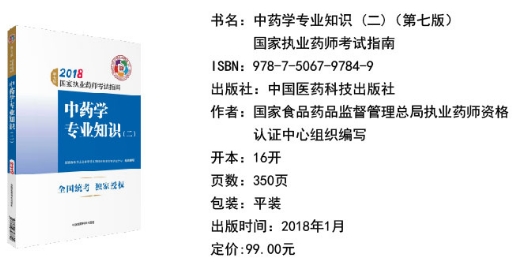 2018
国家执业药师考试指南
中药学
专业知识(二)
全国统考 独家授权
书名：中药学专业知识 (二)（第七版）
国家执业药师考试指南
ISBN：978-7-5067-9784-9
出版社：中国医药科技出版社
作者：国家食品药品监督管理总局执业药师资格
认证中心组织编写
开本：16开
页数：350页
包装：平装
出版时间：2018年1月
定价:99.00元